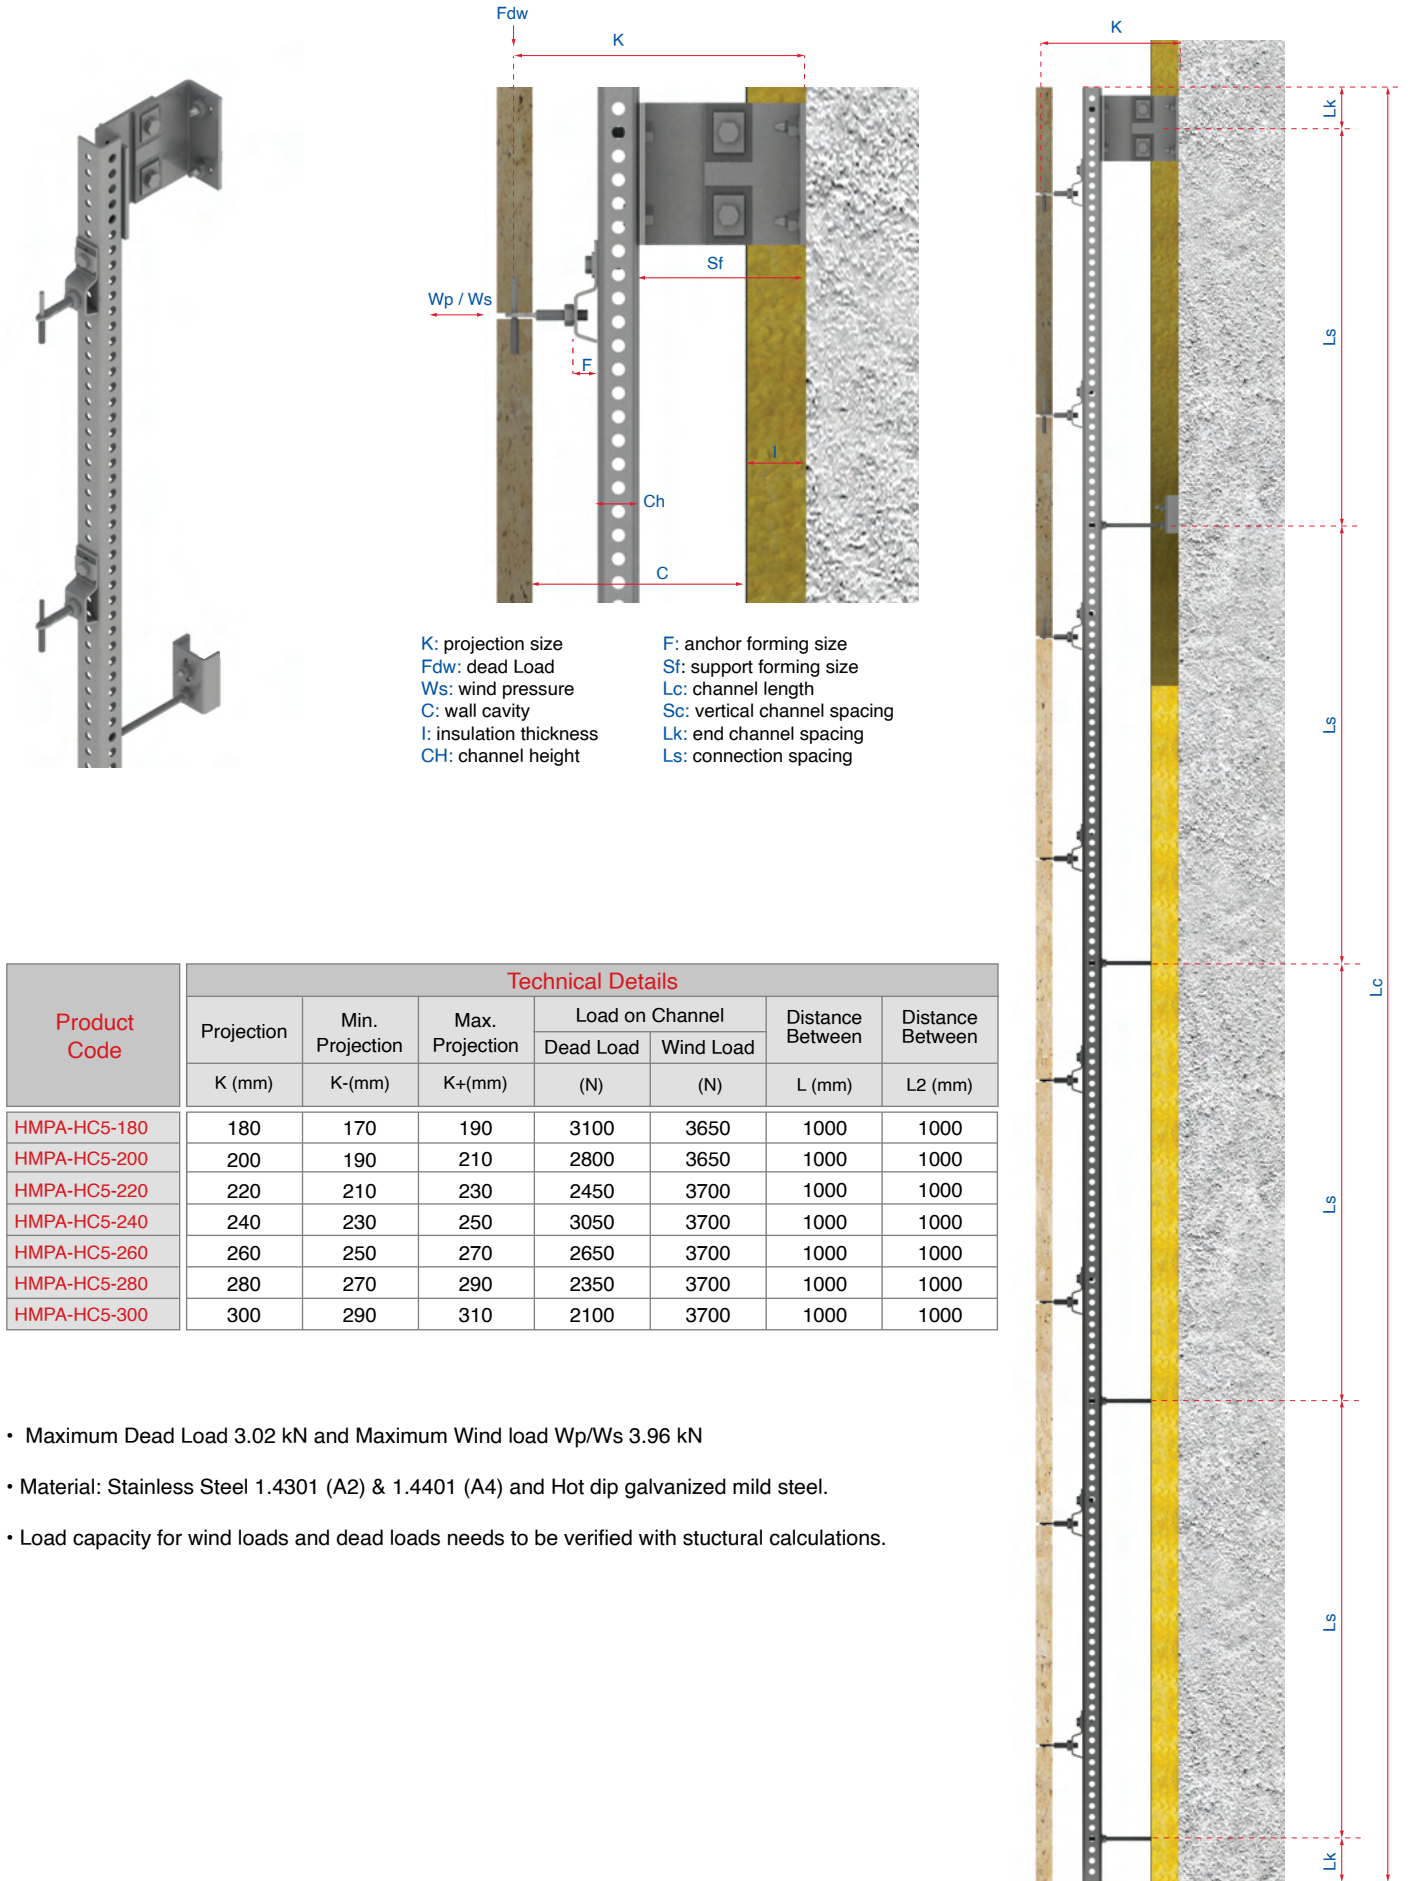 Fdw
K
Sf
Wp / Ws
F
I
Ch
C
K: projection size
Fdw: dead Load
Ws: wind pressure
C: wall cavity
I: insulation thickness
CH: channel height
F: anchor forming size
Sf: support forming size
Lc: channel length
Sc: vertical channel spacing
Lk: end channel spacing
Ls: connection spacing
K
Lk
Ls
Ls
Lc
Ls
Ls
Lk
Product
Code
Technical Details
Projection
Min.
Projection
Max.
Projection
Load on Channel
Dead Load
Wind Load
Distance
Between
Distance
Between
K (mm) K-(mm) K+(mm) (N) (N) L (mm) L2 (mm)
HMPA-HC5-180 180 170 190 3100 3650 1000 1000
HMPA-HC5-200 200 190 210 2800 3650 1000 1000
HMPA-HC5-220 220 210 230 2450 3700 1000 1000
HMPA-HC5-240 240 230 250 3050 3700 1000 1000
HMPA-HC5-260 260 250 270 2650 3700 1000 1000
HMPA-HC5-280 280 270 290 2350 3700 1000 1000
HMPA-HC5-300 300 290 310 2100 3700 1000 1000
• Maximum Dead Load 3.02 kN and Maximum Wind load Wp/Ws 3.96 kN
• Material: Stainless Steel 1.4301 (A2) & 1.4401 (A4) and Hot dip galvanized mild steel.
• Load capacity for wind loads and dead loads needs to be verified with stuctural calculations.